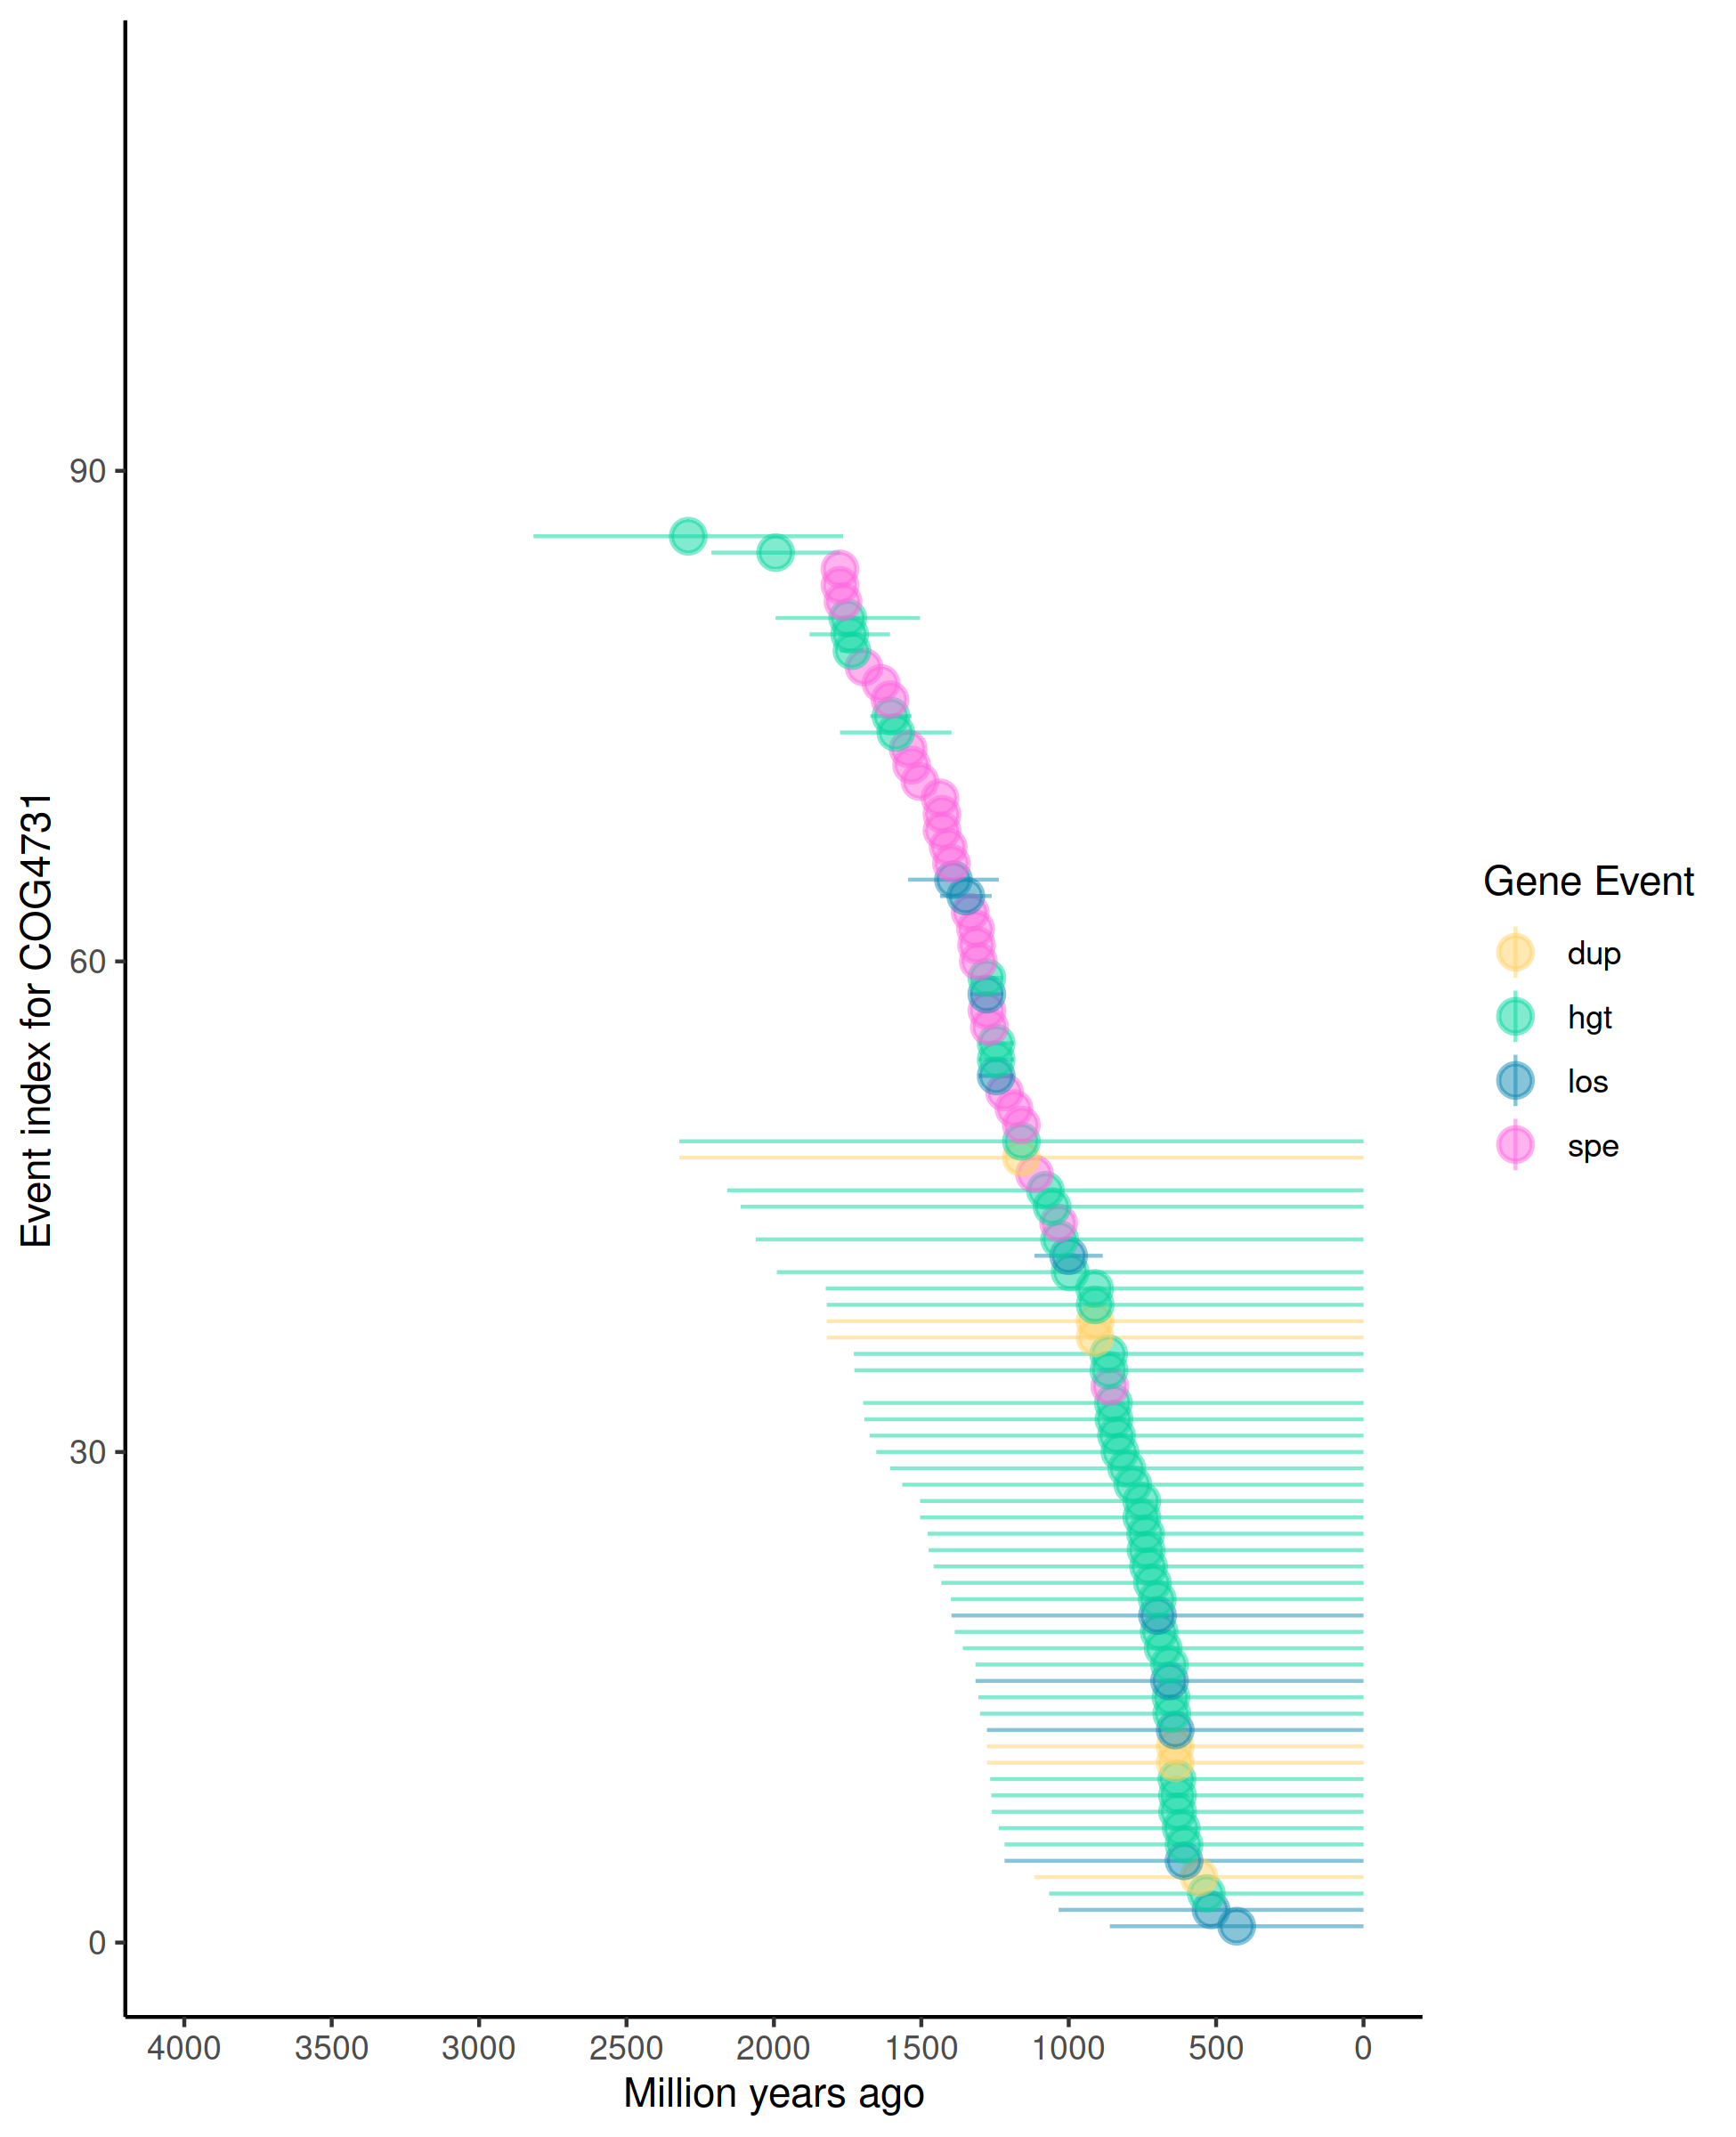 Event index for COG4731
90
60
30
0
4000 3500 3000 2500 2000 1500 1000 500 0
Million years ago
Gene Event
dup
hgt
los
spe